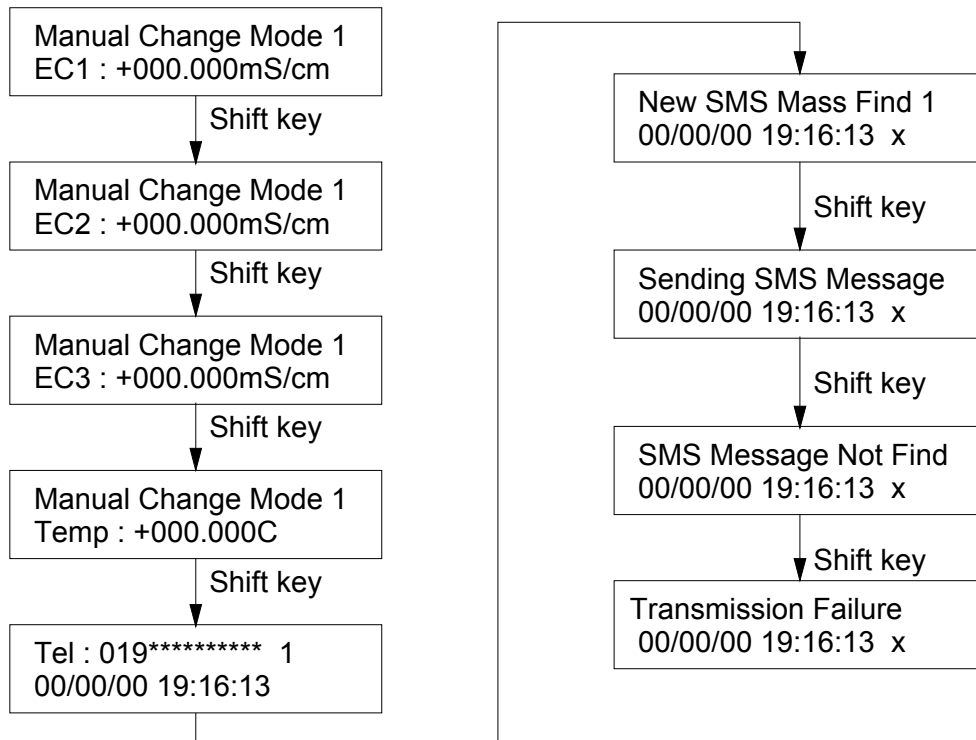 Manual Change Mode 1
EC1 : +000.000mS/cm
Shift key
Manual Change Mode 1
EC2 : +000.000mS/cm
Shift key
Manual Change Mode 1
EC3 : +000.000mS/cm
Shift key
Manual Change Mode 1
Temp : +000.000C
Shift key
Tel : 019********** 1
00/00/00 19:16:13
New SMS Mass Find 1
00/00/00 19:16:13 x
Shift key
Sending SMS Message
00/00/00 19:16:13 x
Shift key
SMS Message Not Find
00/00/00 19:16:13 x
Shift key
Transmission Failure
00/00/00 19:16:13 x